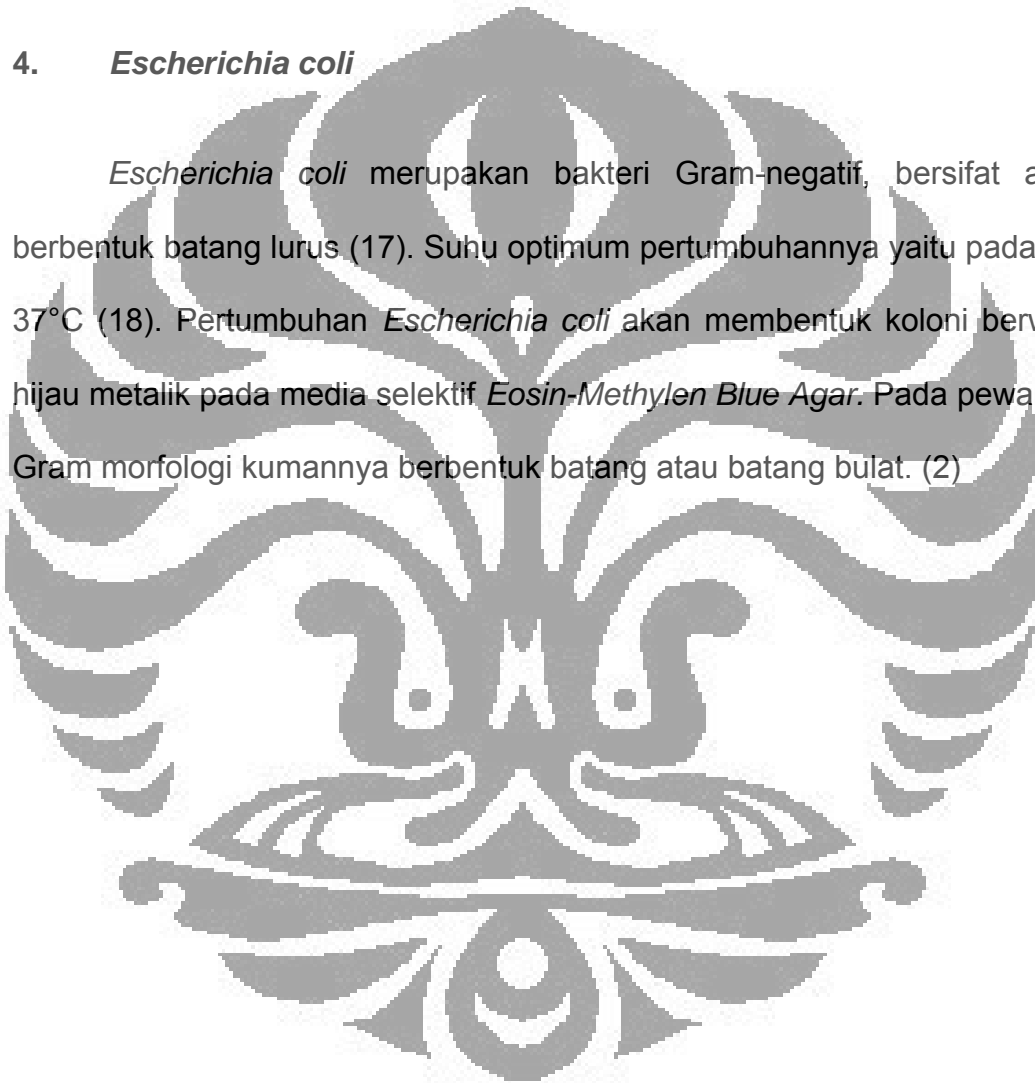 4. Escherichia coli
Escherichia coli merupakan bakteri Gram-negatif, bersifat a
berbentuk batang lurus (17). Suhu optimum pertumbuhannya yaitu pada
37°C (18). Pertumbuhan Escherichia coli akan membentuk koloni berv
hijau metalik pada media selektif Eosin-Methylen Blue Agar. Pada pewa
Gram morfologi kumannya berbentuk batang atau batang bulat. (2)